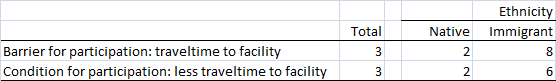 Ethnicity
Total Native Immigrant
Barrier for participation: traveltime to facility 3 2 8
Condition for participation: less traveltime to facility 3 2 6